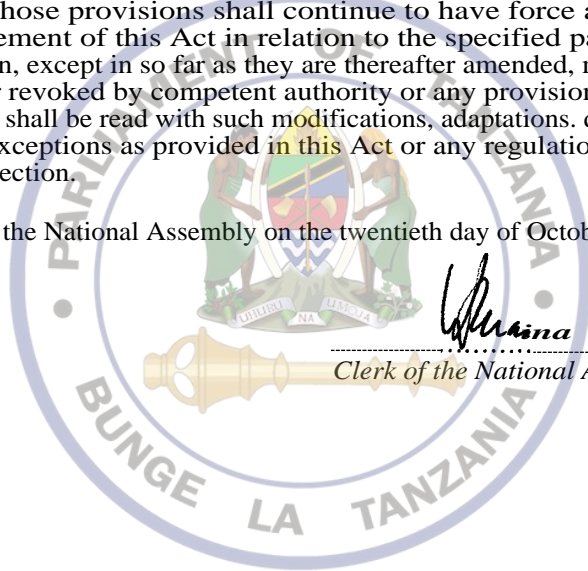 hose provisions shall continue to have force a
ement of this Act in relation to the specified pa
n, except in so far as they are thereafter amended,
revoked by competent authority or any provision
shall be read with such modifications, adaptations.
xceptions as provided in this Act or any regulatio
ection.
the National Assembly on the twentieth day of Octob
Clerk of the National A
PARLIAMENT OF TANZANIA
UHURU NA UMOJA
BUNGE LA TANZANIA